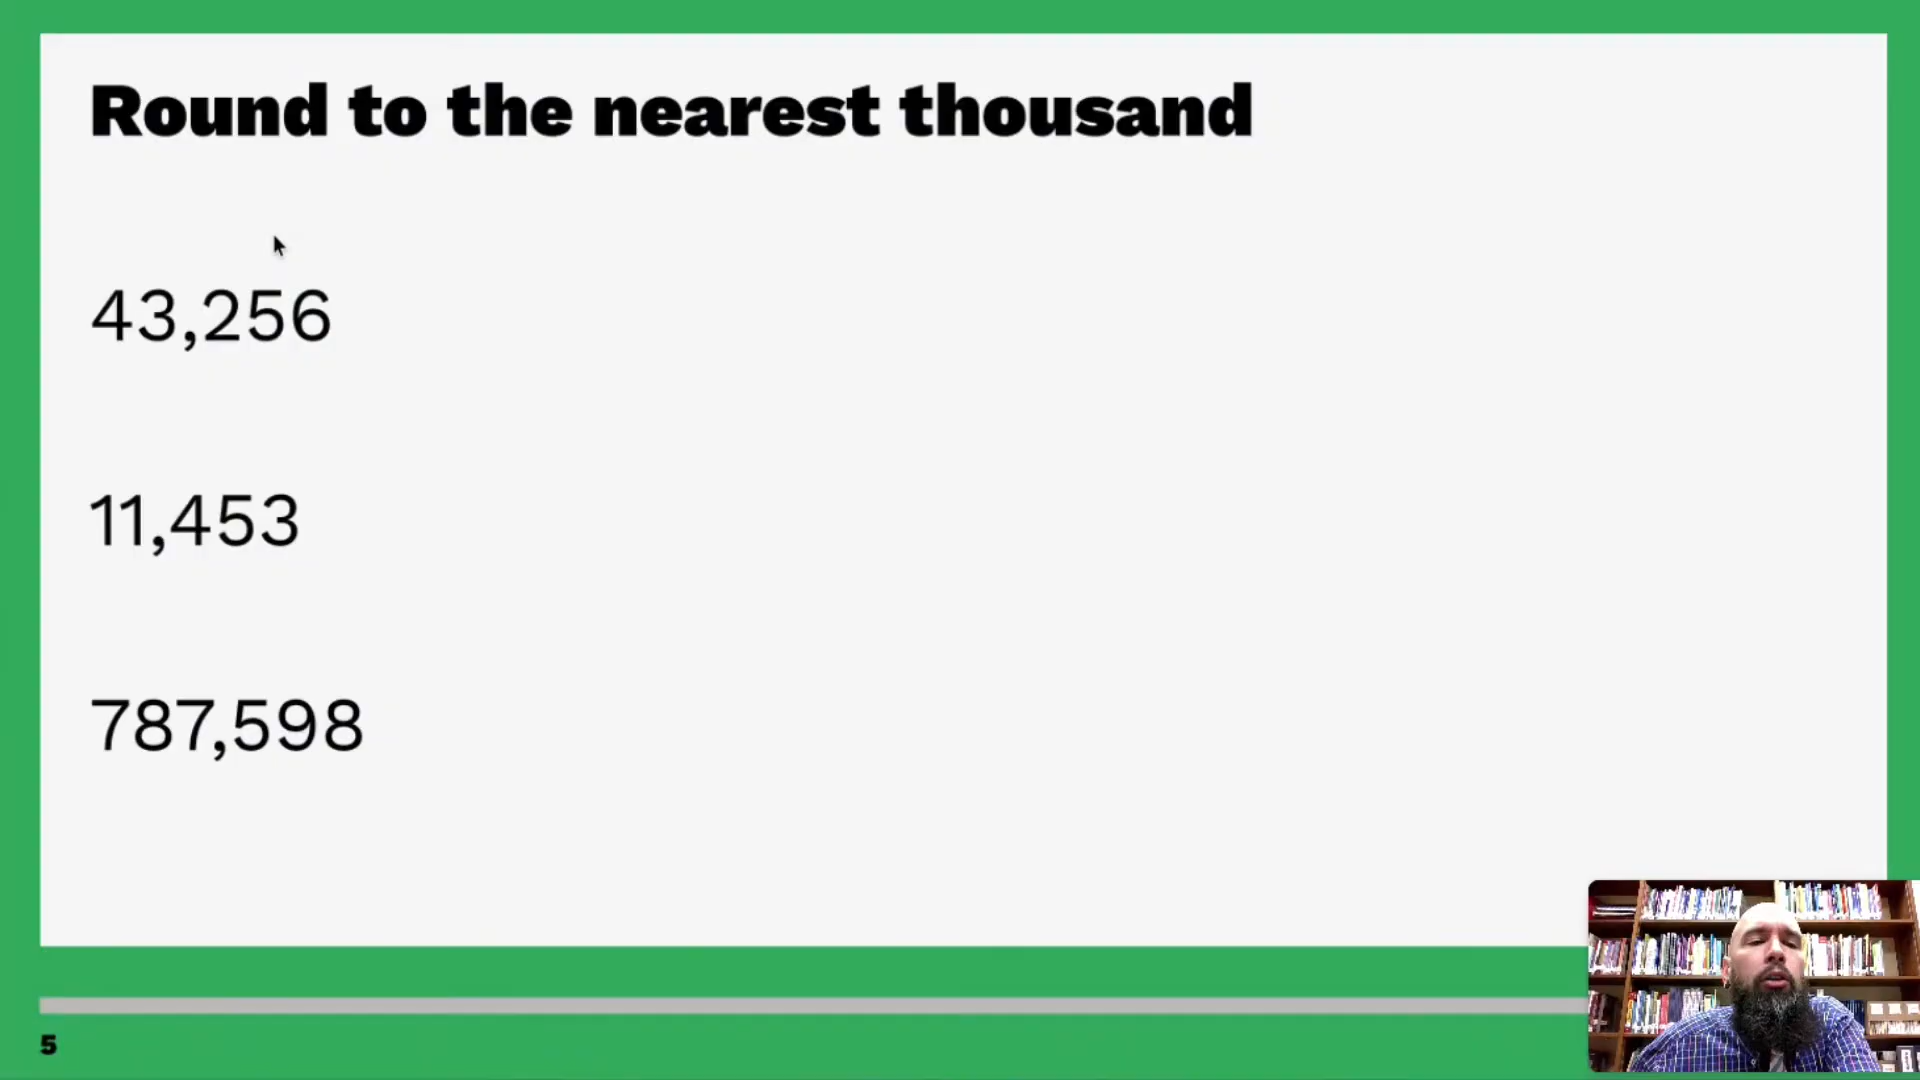 Round to the nearest thousand
43,256
11,453
787,598
5